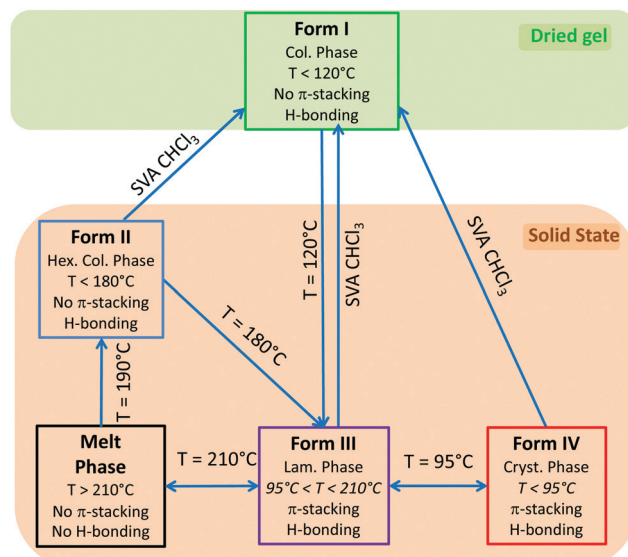 Form I
Col. Phase
T < 120°C
No π-stacking
H-bonding
Dried gel
SVA CHCl₃
T = 120°C
SVA CHCl₃
SVA CHCl₃
Solid State
Form II
Hex. Col. Phase
T < 180°C
No π-stacking
H-bonding
T = 180°C
T = 190°C
Melt
Phase
T > 210°C
No π-stacking
No H-bonding
T = 210°C
Form III
Lam. Phase
95°C < T < 210°C
π-stacking
H-bonding
T = 95°C
Form IV
Cryst. Phase
T < 95°C
π-stacking
H-bonding